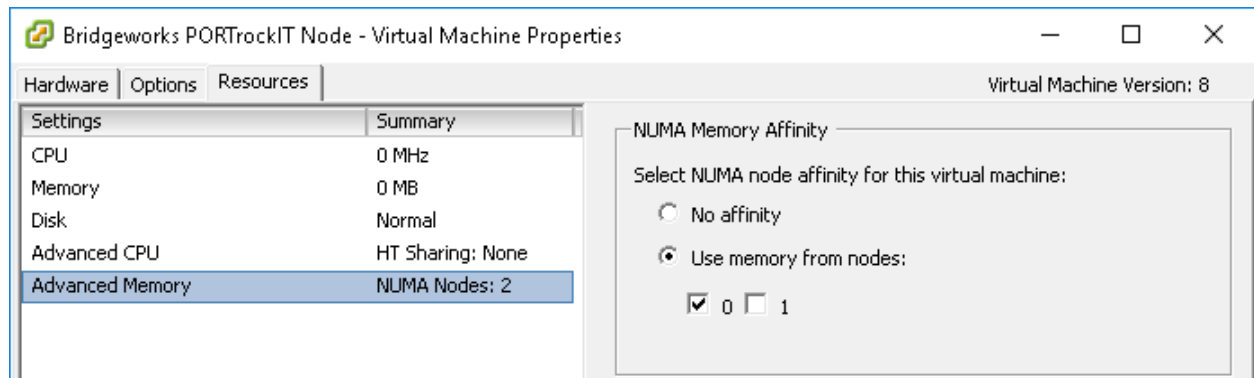 Bridgeworks PORTrockIT Node - Virtual Machine Properties
Hardware Options Resources Virtual Machine Version: 8
Settings Summary
CPU 0 MHz
Memory 0 MB
Disk Normal
Advanced CPU HT Sharing: None
Advanced Memory NUMA Nodes: 2
NUMA Memory Affinity
Select NUMA node affinity for this virtual machine:
No affinity
Use memory from nodes:
0 1